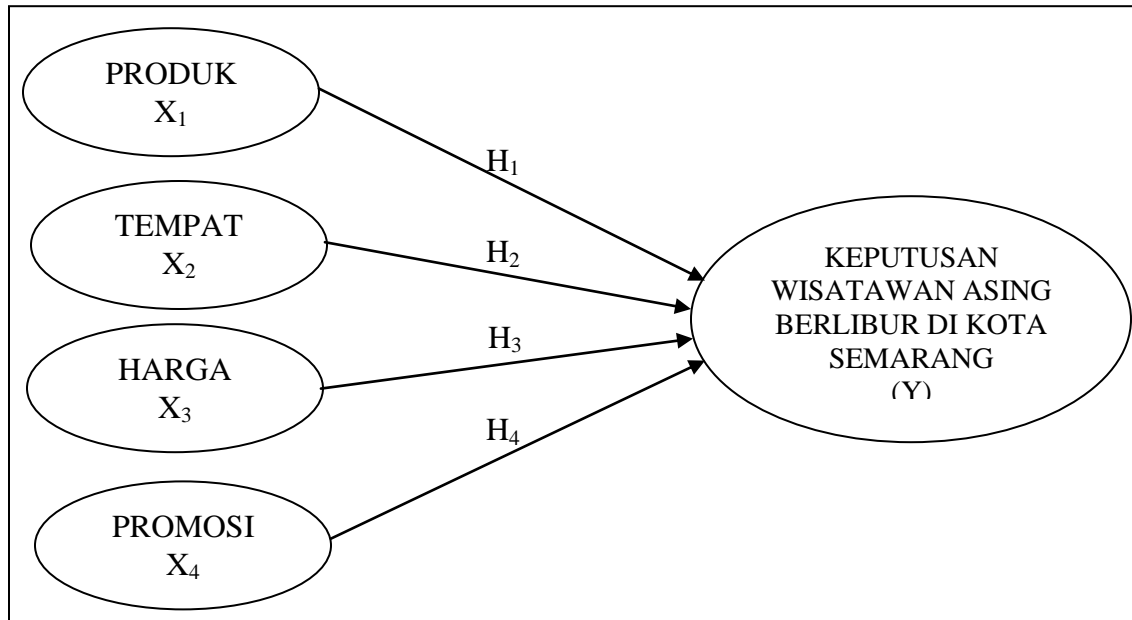 PRODUK
X₁
H₁
TEMPAT
X₂
H₂
HARGA
X₃
H₃
PROMOSI
X₄
H₄
KEPUTUSAN
WISATAWAN ASING
BERLIBUR DI KOTA
SEMARANG
(Y)